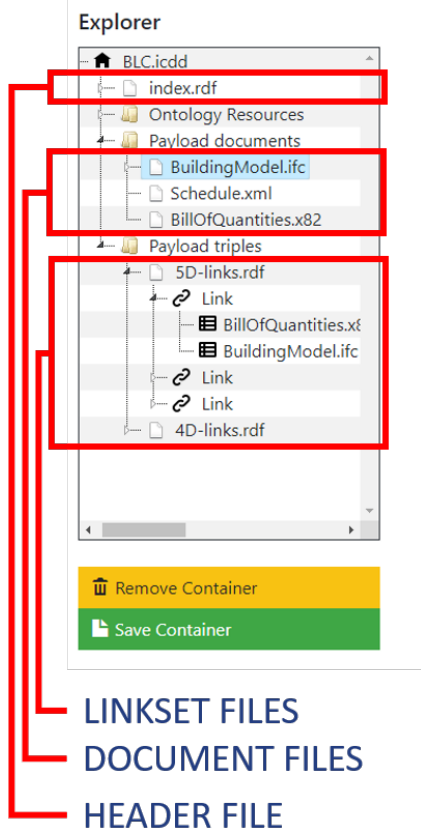 Explorer
BLC.icdd
index.rdf
Ontology Resources
Payload documents
BuildingModel.ifc
Schedule.xml
BillOfQuantities.x82
Payload triples
5D-links.rdf
Link
BillOfQuantities.x8
BuildingModel.ifc
Link
Link
4D-links.rdf
Remove Container
Save Container
LINKSET FILES
DOCUMENT FILES
HEADER FILE